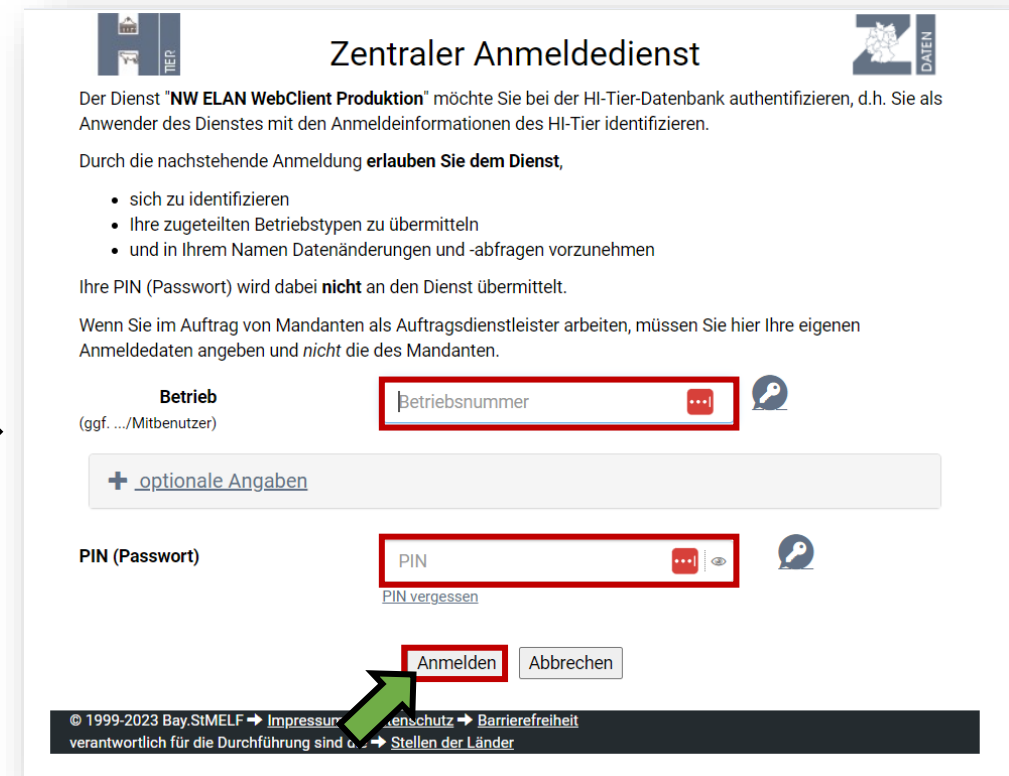 TIER
Zentraler Anmeldedienst
DATEN
Der Dienst "NW ELAN WebClient Produktion" möchte Sie bei der HI-Tier-Datenbank authentifizieren, d.h. Sie als
Anwender des Dienstes mit den Anmeldeinformationen des HI-Tier identifizieren.
Durch die nachstehende Anmeldung erlauben Sie dem Dienst,
• sich zu identifizieren
• Ihre zugeteilten Betriebstypen zu übermitteln
• und in Ihrem Namen Datenänderungen und -abfragen vorzunehmen
Ihre PIN (Passwort) wird dabei nicht an den Dienst übermittelt.
Wenn Sie im Auftrag von Mandanten als Auftragsdienstleister arbeiten, müssen Sie hier Ihre eigenen
Anmeldedaten angeben und nicht die des Mandanten.
Betrieb
Betriebsnummer
(ggf. .../Mitbenutzer)
+ optionale Angaben
PIN (Passwort)
PIN
PIN vergessen
Anmelden Abbrechen
© 1999-2023 Bay.StMELF ➔ Impressum ➔ Barrierefreiheit
verantwortlich für die Durchführung sind ➔ Stellen der Länder